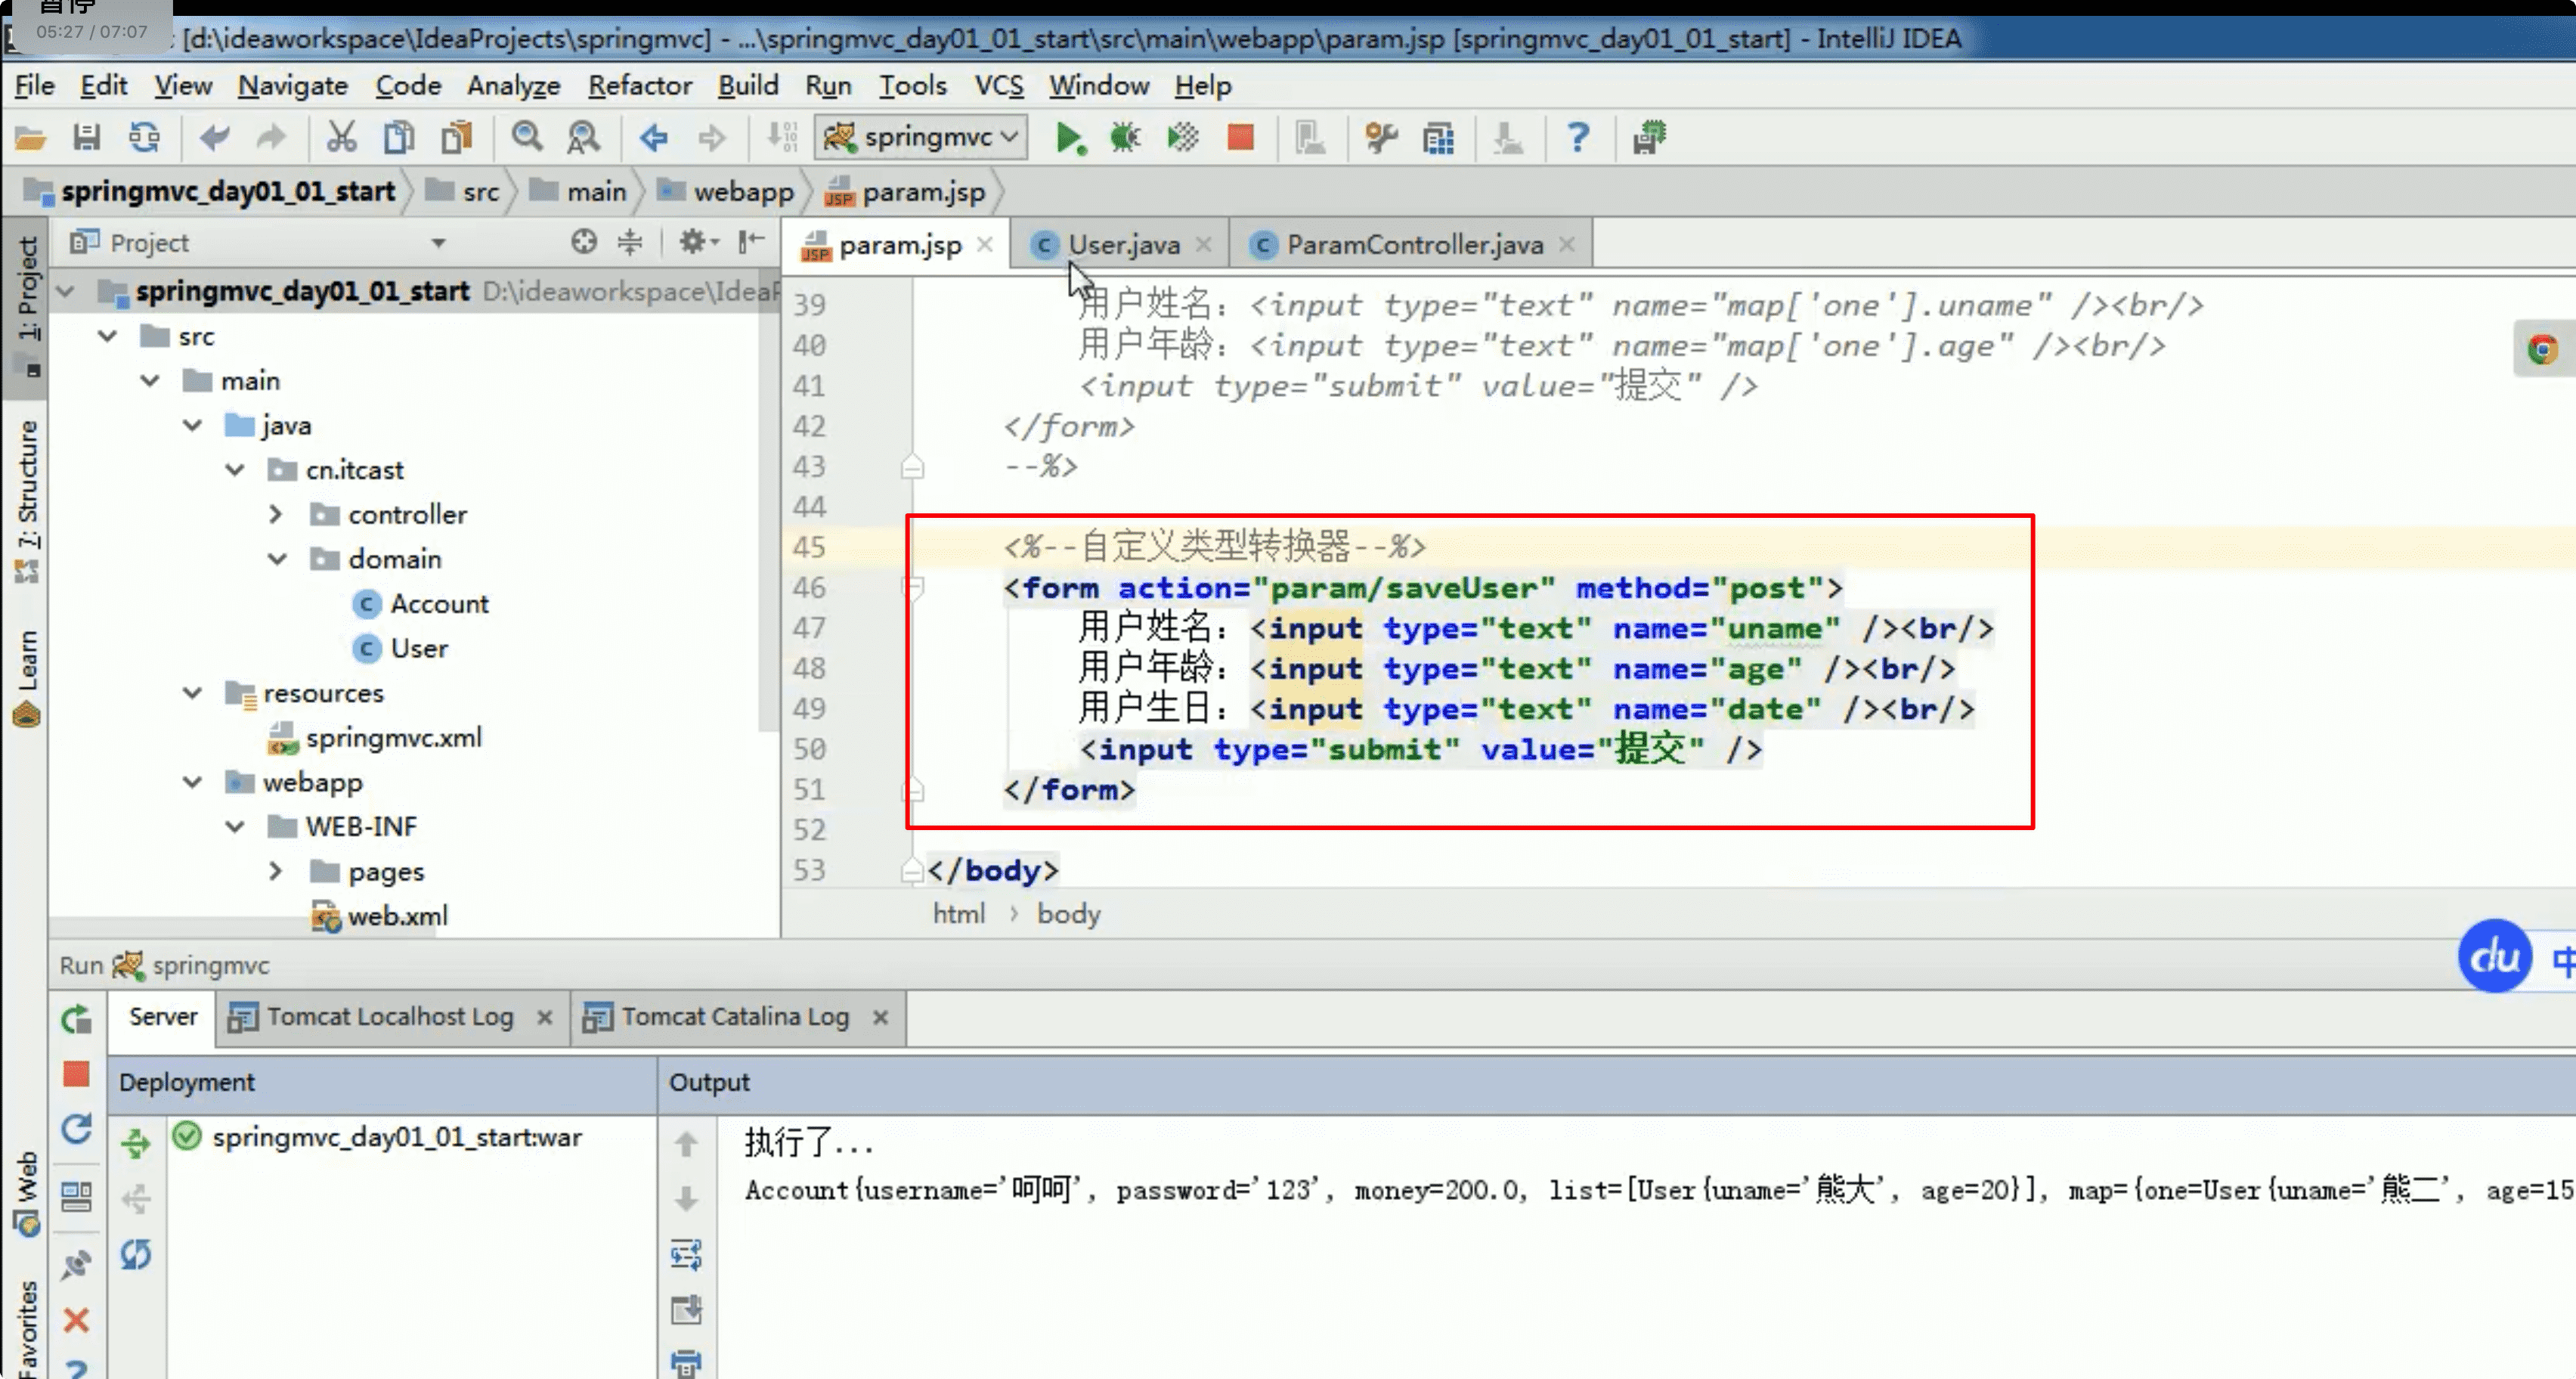 暂停
05:27 / 07:07
[d:\ideaworkspace\IdeaProjects\springmvc] - ...\springmvc_day01_01_start\src\main\webapp\param.jsp [springmvc_day01_01_start] - IntelliJ IDEA
File Edit View Navigate Code Analyze Refactor Build Run Tools VCS Window Help
springmvc
springmvc_day01_01_start src main webapp param.jsp
1: Project
7: Structure
Learn
Web
Favorites
Project
springmvc_day01_01_start D:\ideaworkspace\Idea
src
main
java
cn.itcast
controller
domain
Account
User
resources
springmvc.xml
webapp
WEB-INF
pages
web.xml
param.jsp User.java ParamController.java
39 用户姓名：<input type="text" name="map['one'].uname" /><br/>
40 用户年龄：<input type="text" name="map['one'].age" /><br/>
41 <input type="submit" value="提交" />
42 </form>
43 --%>
44
45 <%--自定义类型转换器--%>
46 <form action="param/saveUser" method="post">
47 用户姓名：<input type="text" name="uname" /><br/>
48 用户年龄：<input type="text" name="age" /><br/>
49 用户生日：<input type="text" name="date" /><br/>
50 <input type="submit" value="提交" />
51 </form>
52
53 </body>
html › body
du 中
Run springmvc
Server Tomcat Localhost Log Tomcat Catalina Log
Deployment Output
springmvc_day01_01_start:war
执行了...
Account{username='呵呵', password='123', money=200.0, list=[User{uname='熊大', age=20}], map={one=User{uname='熊二', age=15